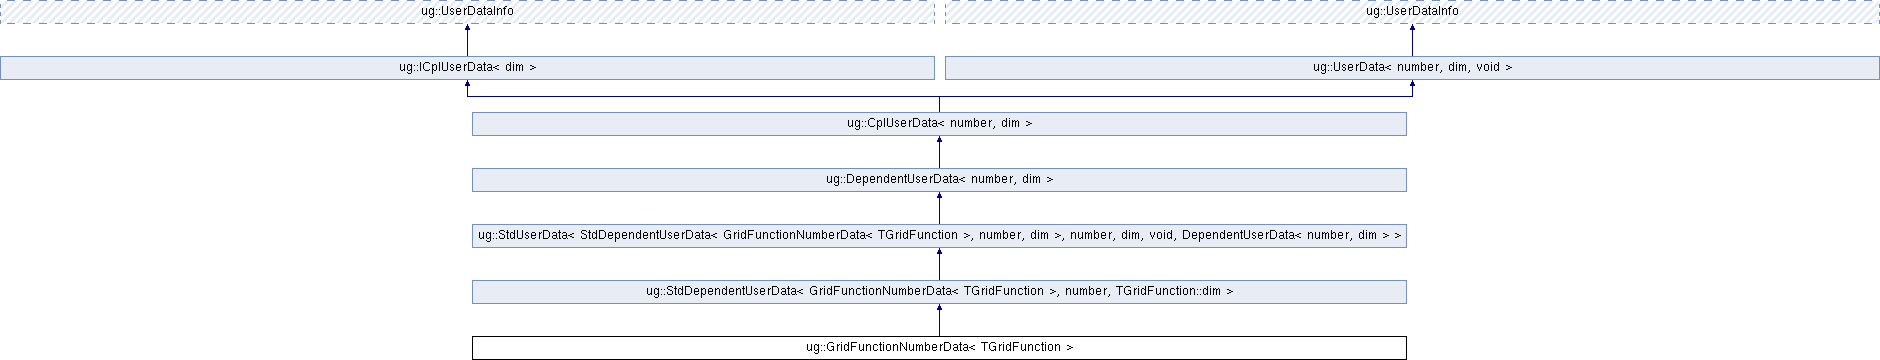 ug::UserDataInfo
ug::UserDataInfo
ug::ICplUserData< dim >
ug::UserData< number, dim, void >
ug::CplUserData< number, dim >
ug::DependentUserData< number, dim >
ug::StdUserData< StdDependentUserData< GridFunctionNumberData< TGridFunction >, number, dim >, number, dim, void, DependentUserData< number, dim > >
ug::StdDependentUserData< GridFunctionNumberData< TGridFunction >, number, TGridFunction::dim >
ug::GridFunctionNumberData< TGridFunction >